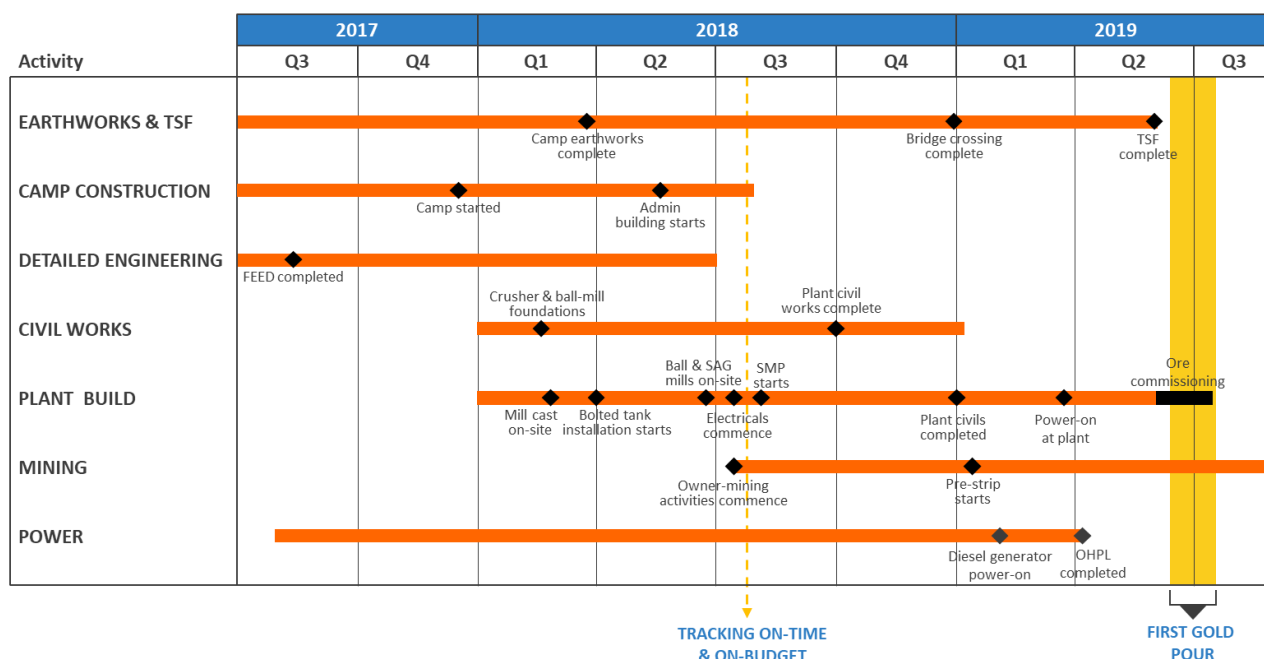 2017 2018 2019
Activity Q3 Q4 Q1 Q2 Q3 Q4 Q1 Q2 Q3
EARTHWORKS & TSF
Camp earthworks
complete
Bridge crossing
complete
TSF
complete
CAMP CONSTRUCTION
Camp started
Admin
building starts
DETAILED ENGINEERING
FEED completed
CIVIL WORKS
Crusher & ball-mill
foundations
Plant civil
works complete
PLANT BUILD
Mill cast
on-site
Bolted tank
installation starts
Ball & SAG
mills on-site
Electricals
commence
SMP
starts
Plant civils
completed
Power-on
at plant
Ore
commissioning
MINING
Owner-mining
activities commence
Pre-strip
starts
POWER
Diesel generator
power-on
OHPL
completed
TRACKING ON-TIME
& ON-BUDGET
FIRST GOLD
POUR